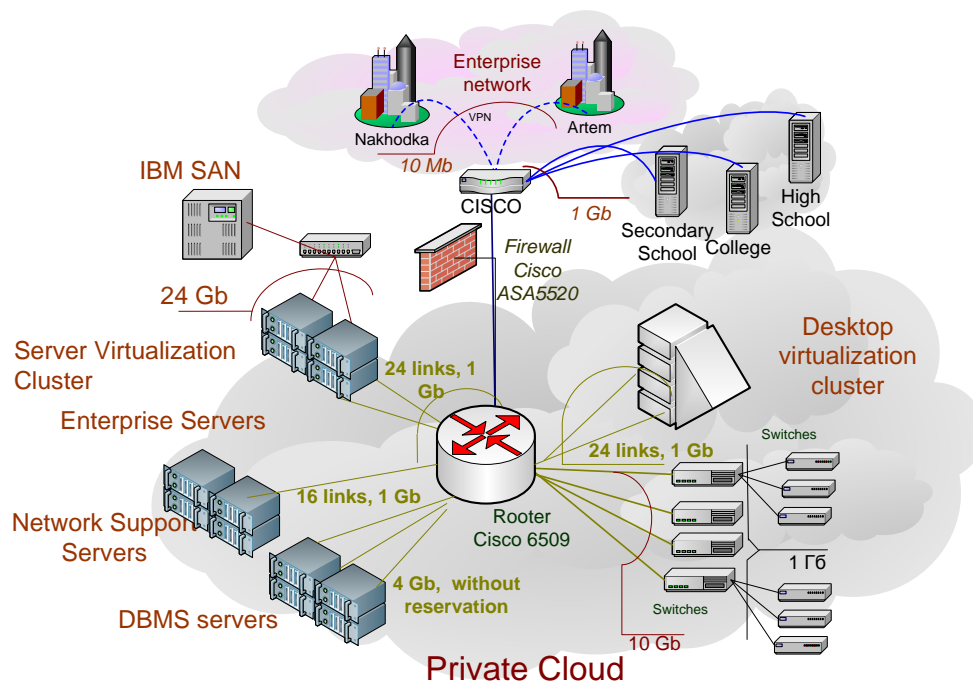 Enterprise
network
Nakhodka
VPN
Artem
10 Mb
IBM SAN
CISCO
1 Gb
High
School
Secondary
School
College
Firewall
Cisco
ASA5520
24 Gb
Server Virtualization
Cluster
24 links, 1
Gb
Desktop
virtualization
cluster
Enterprise Servers
Switches
24 links, 1 Gb
16 links, 1 Gb
Network Support
Servers
Rooter
Cisco 6509
1 Гб
4 Gb, without
reservation
DBMS servers
Switches
10 Gb
Private Cloud